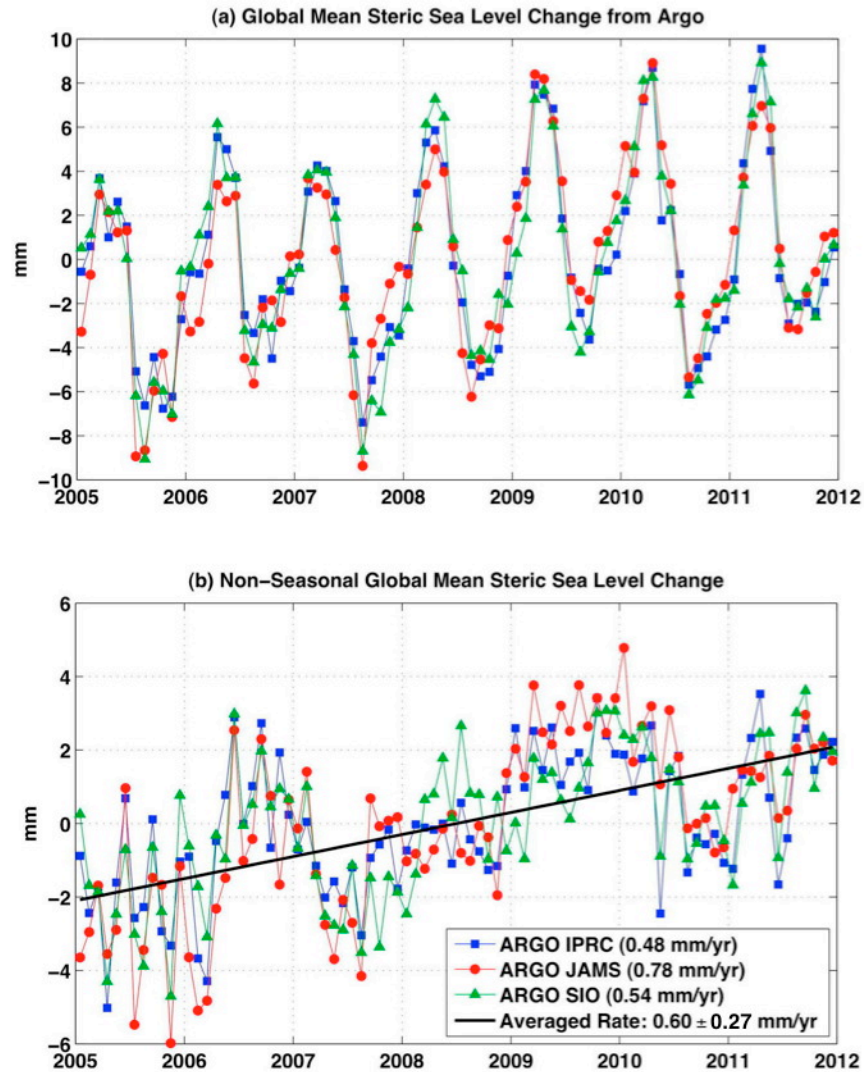 (a) Global Mean Steric Sea Level Change from Argo
10
8
6
4
2
0
−2
−4
−6
−8
−10
mm
2005 2006 2007 2008 2009 2010 2011 2012
(b) Non−Seasonal Global Mean Steric Sea Level Change
6
4
2
0
−2
−4
−6
mm
ARGO IPRC (0.48 mm/yr)
ARGO JAMS (0.78 mm/yr)
ARGO SIO (0.54 mm/yr)
Averaged Rate: 0.60 ± 0.27 mm/yr
2005 2006 2007 2008 2009 2010 2011 2012